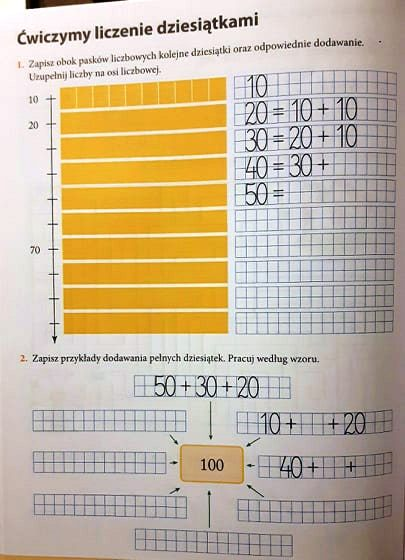 Ćwiczymy liczenie dziesiątkami
1. Zapisz obok pasków liczbowych kolejne dziesiątki oraz odpowiednie dodawanie.
Uzupełnij liczby na osi liczbowej.
10
10
20
20 = 10 + 10
30 = 20 + 10
40 = 30 +
50 =
70
2. Zapisz przykłady dodawania pełnych dziesiątek. Pracuj według wzoru.
50 + 30 + 20
10 + + 20
100
40 + +